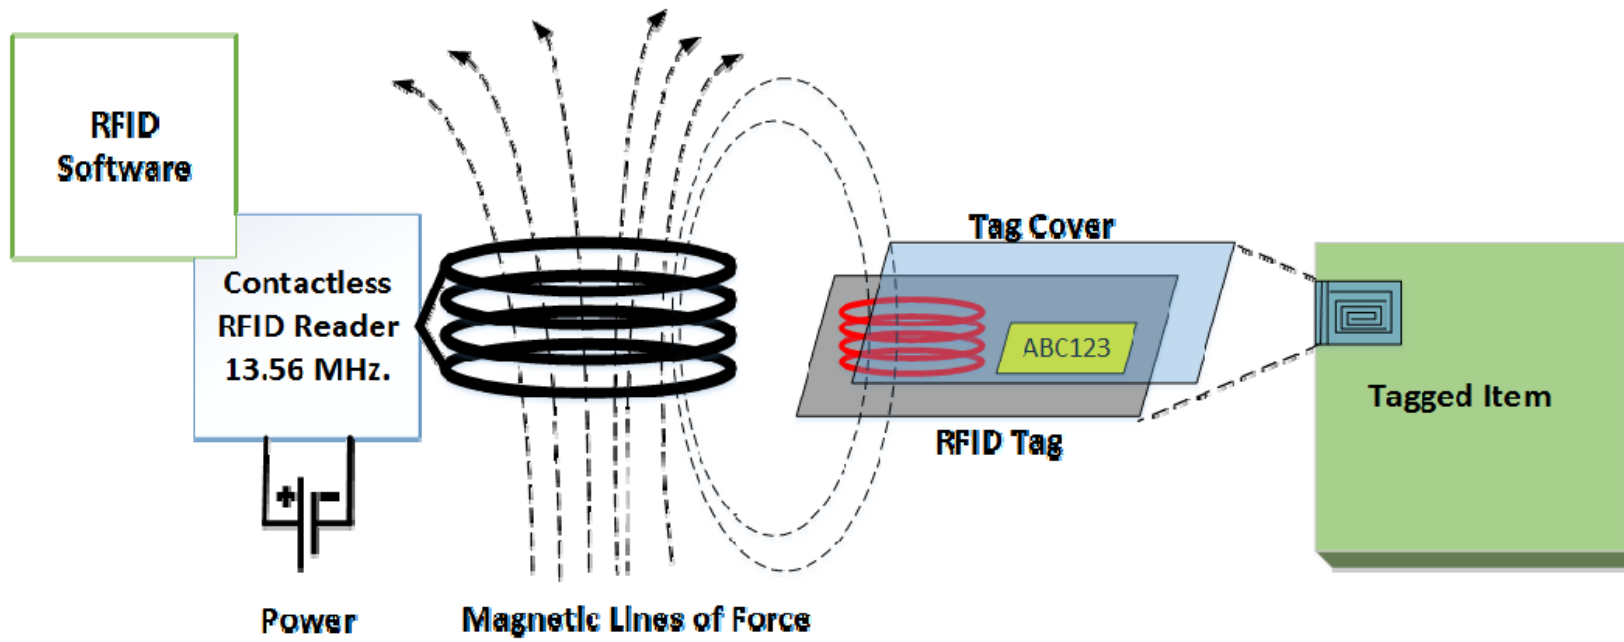 RFID
Software
Contactless
RFID Reader
13.56 MHz.
+ -
Power
Magnetic Lines of Force
Tag Cover
ABC123
RFID Tag
Tagged Item